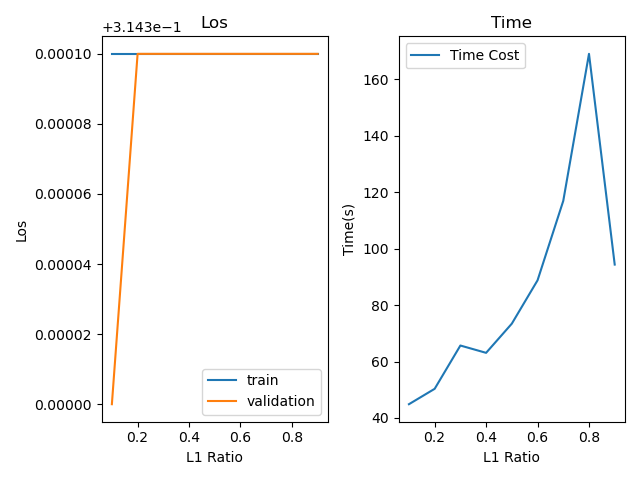 Los
+3.143e−1
0.00010
0.00008
0.00006
0.00004
0.00002
0.00000
Los
train
validation
0.2 0.4 0.6 0.8
L1 Ratio
Time
Time Cost
160
140
120
100
80
60
40
Time(s)
0.2 0.4 0.6 0.8
L1 Ratio